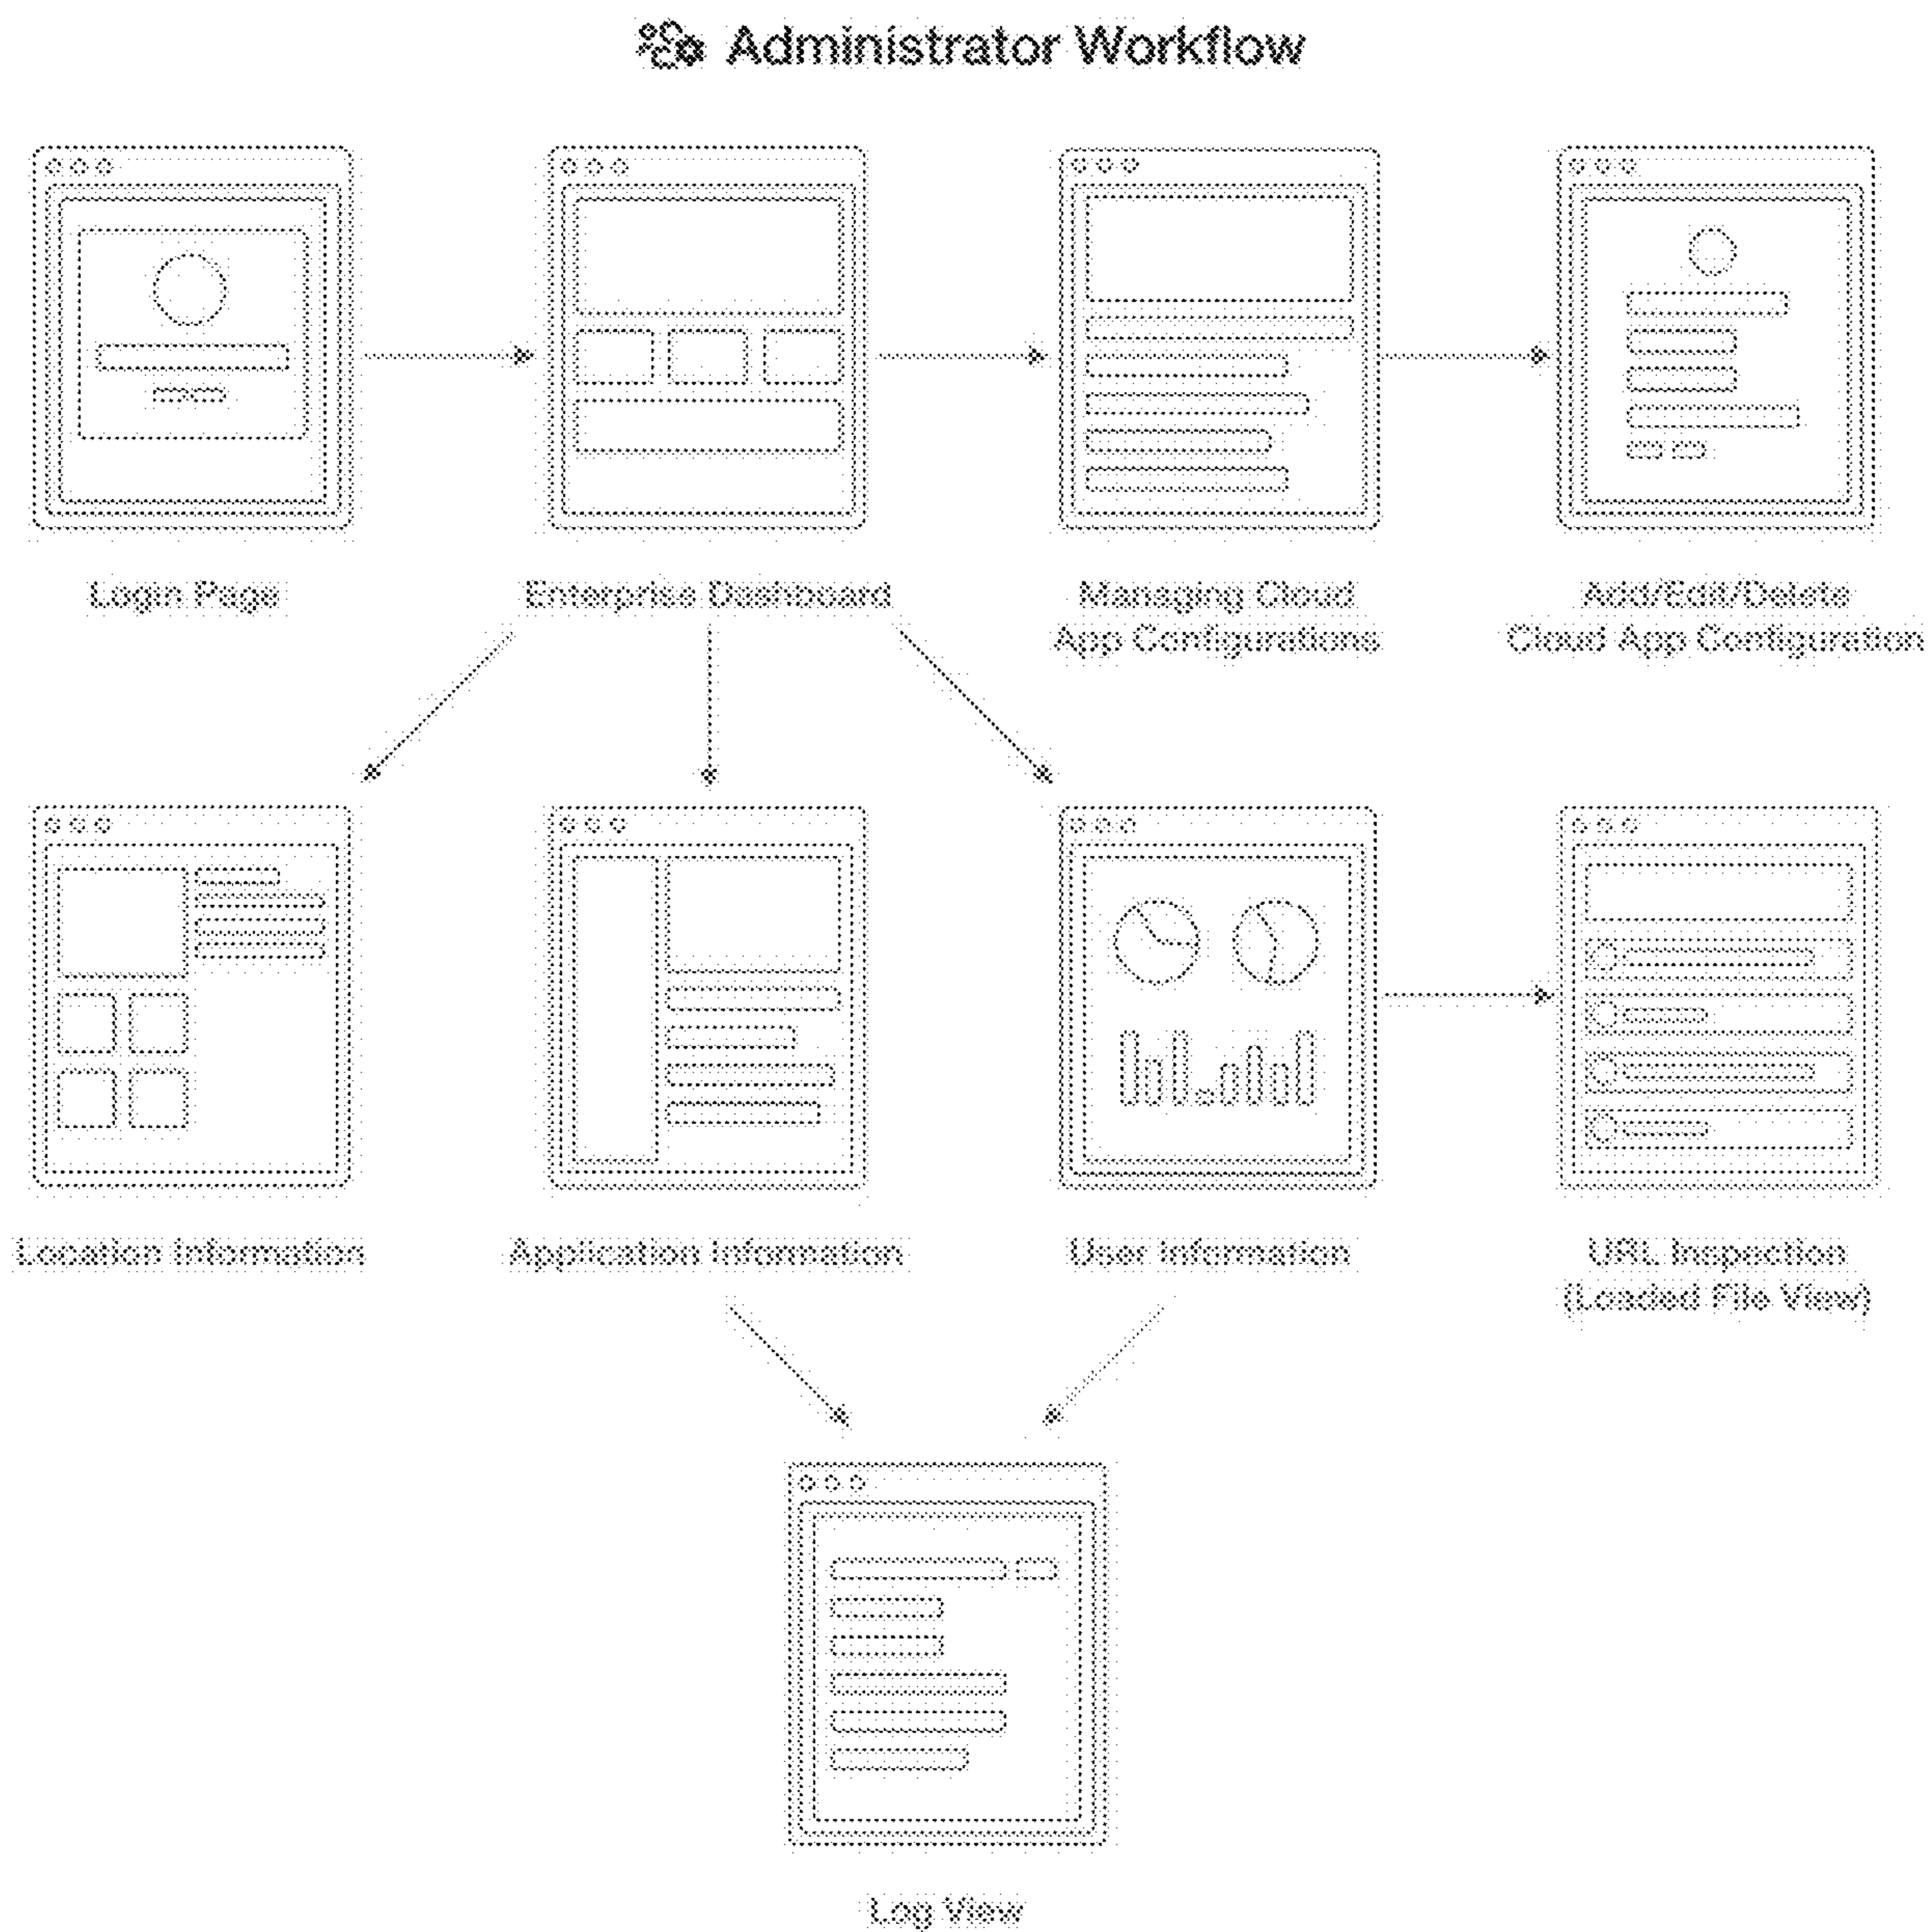 Administrator Workflow
Login Page
Enterprise Dashboard
Managing Cloud
App Configurations
Add/Edit/Delete
Cloud App Configuration
Location Information
Application Information
User Information
URL Inspection
(Loaded File View)
Log View